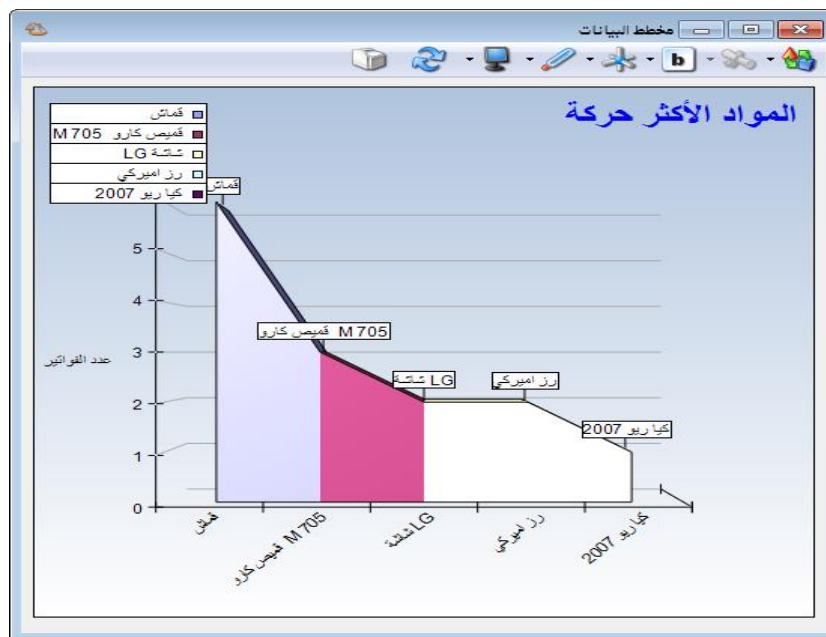 مخطط البيانات
b
المواد الأكثر حركة
قماش
قميص كارو M 705
شاشة LG
رز اميركي
كيا ريو 2007
قماش
قميص كارو M 705
شاشة LG
رز اميركي
كيا ريو 2007
عدد الفواتير
5
4
3
2
1
0
قماش
قميص كارو M 705
شاشة LG
رز اميركي
كيا ريو 2007